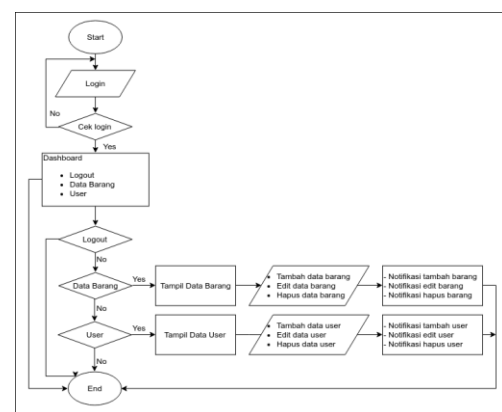 Start
Login
No
Cek login
Yes
Dashboard
• Logout
• Data Barang
• User
Logout
No
Data Barang
Yes
Tampil Data Barang
• Tambah data barang
• Edit data barang
• Hapus data barang
- Notifikasi tambah barang
- Notifikasi edit barang
- Notifikasi hapus barang
No
User
Yes
Tampil Data User
• Tambah data user
• Edit data user
• Hapus data user
- Notifikasi tambah user
- Notifikasi edit user
- Notifikasi hapus user
No
End